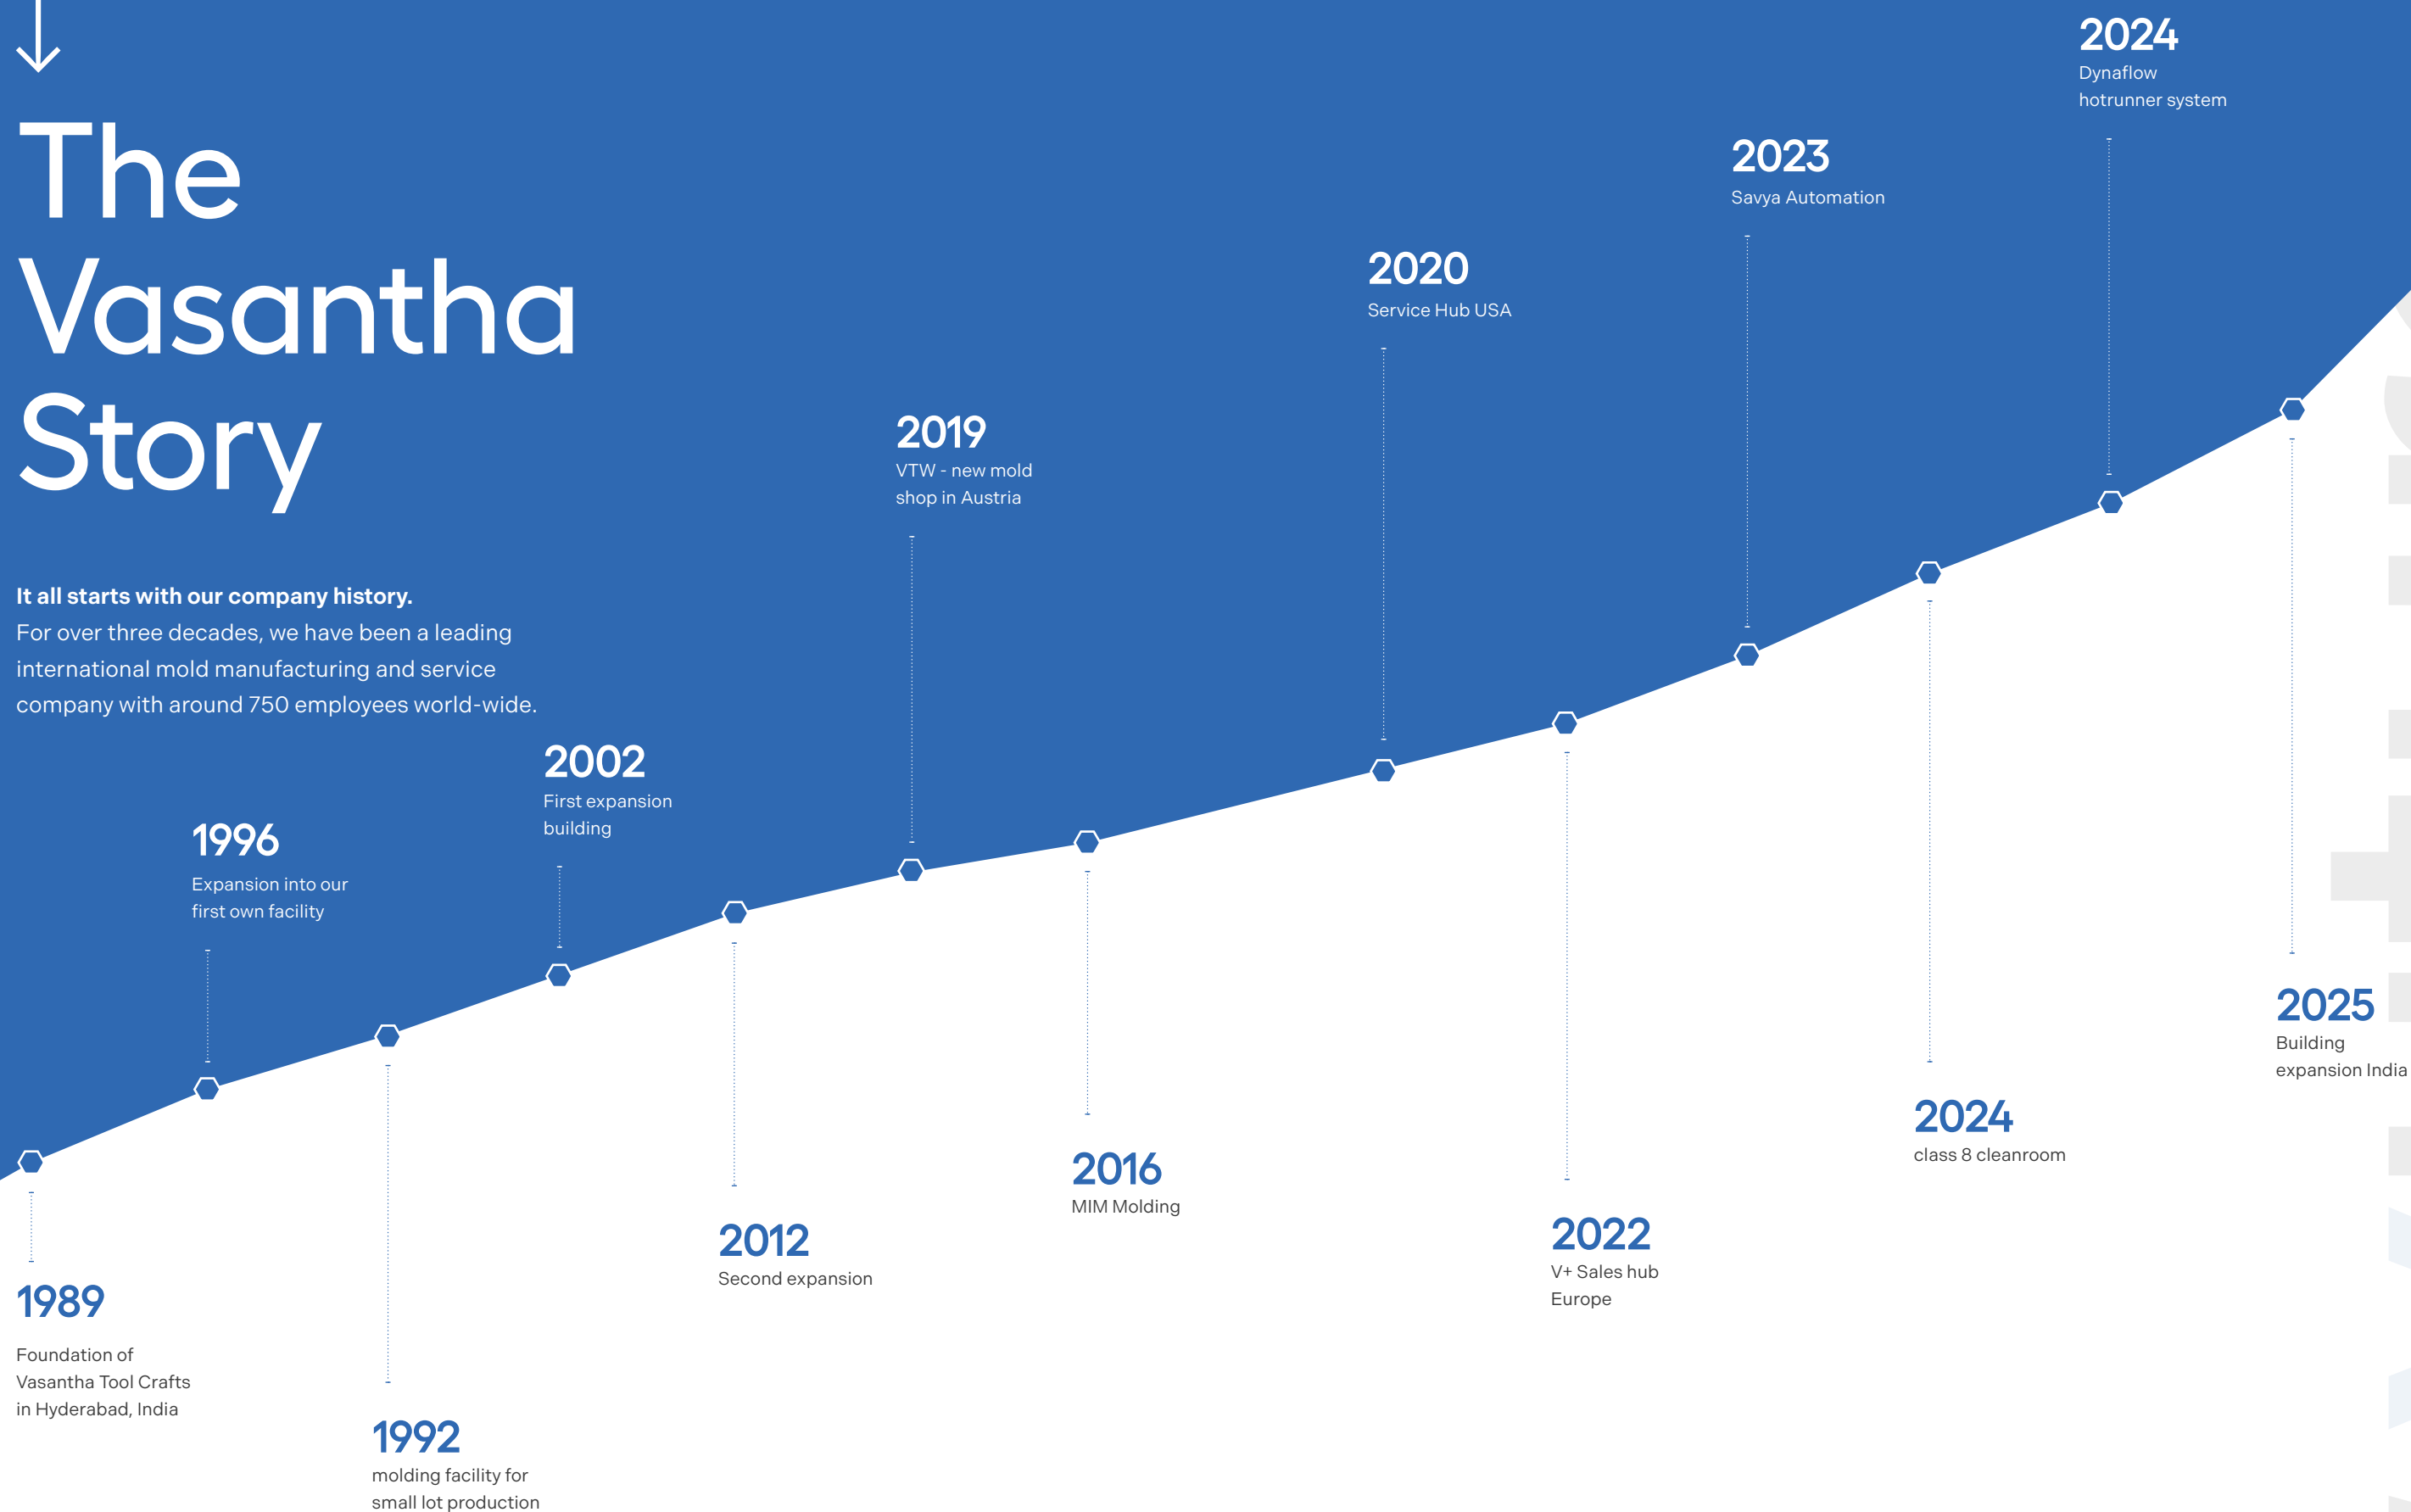 The
Vasantha
Story
It all starts with our company history.
For over three decades, we have been a leading
international mold manufacturing and service
company with around 750 employees world-wide.
1989
Foundation of
Vasantha Tool Crafts
in Hyderabad, India
1996
Expansion into our
first own facility
1992
molding facility for
small lot production
2002
First expansion
building
2012
Second expansion
2019
VTW - new mold
shop in Austria
2016
MIM Molding
2020
Service Hub USA
2022
V+ Sales hub
Europe
2023
Savya Automation
2024
class 8 cleanroom
2024
Dynaflow
hotrunner system
2025
Building
expansion India